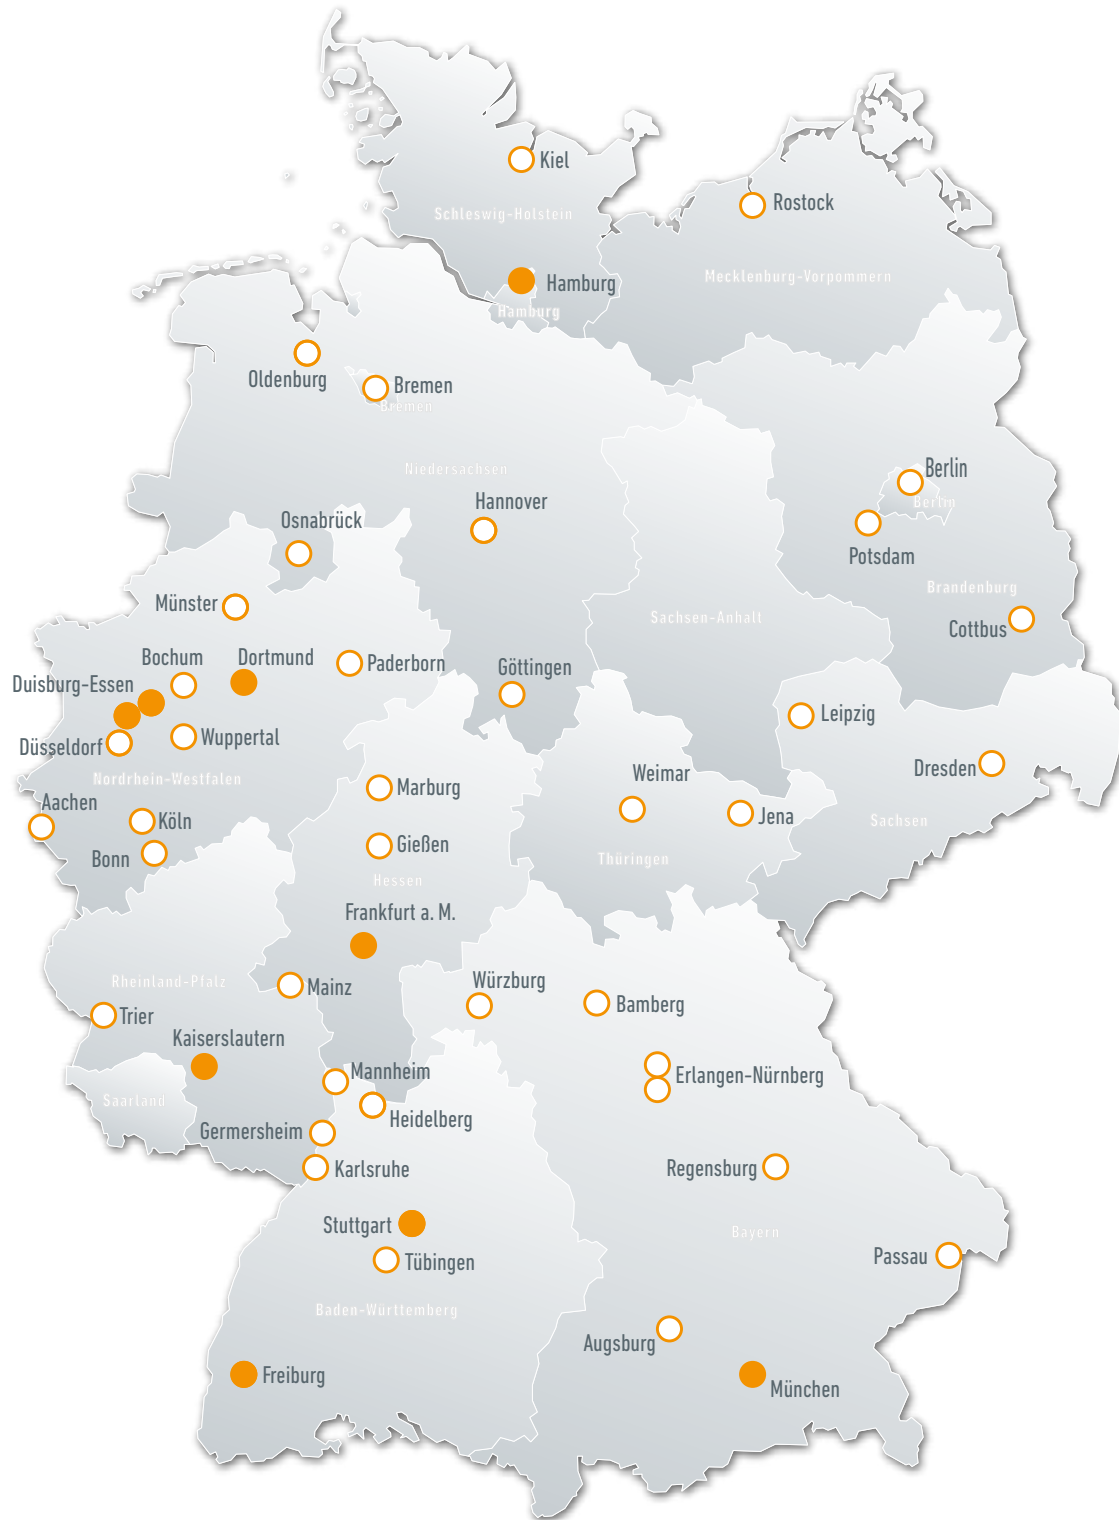 Kiel
Rostock
Schleswig-Holstein
Mecklenburg-Vorpommern
Hamburg
Hamburg
Oldenburg
Bremen
Bremen
Niedersachsen
Berlin
Hannover
Berlin
Osnabrück
Potsdam
Brandenburg
Münster
Sachsen-Anhalt
Cottbus
Bochum
Dortmund
Paderborn
Göttingen
Duisburg-Essen
Leipzig
Wuppertal
Düsseldorf
Dresden
Nordrhein-Westfalen
Weimar
Marburg
Aachen
Köln
Jena
Sachsen
Gießen
Bonn
Thüringen
Hessen
Frankfurt a. M.
Rheinland-Pfalz
Würzburg
Mainz
Bamberg
Trier
Kaiserslautern
Mannheim
Erlangen-Nürnberg
Saarland
Heidelberg
Germersheim
Karlsruhe
Regensburg
Stuttgart
Bayern
Passau
Tübingen
Baden-Württemberg
Augsburg
Freiburg
München